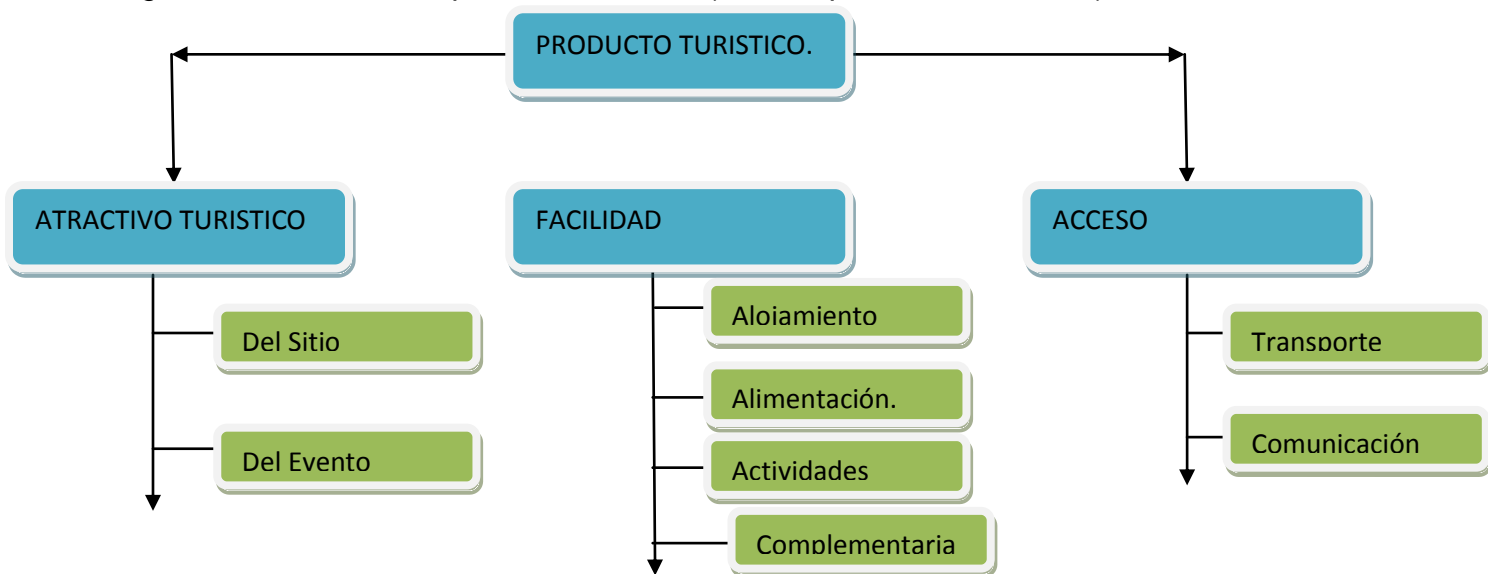 PRODUCTO TURISTICO.
ATRACTIVO TURISTICO
FACILIDAD
ACCESO
Del Sitio
Del Evento
Alojamiento
Alimentación.
Actividades
Complementaria
Transporte
Comunicación